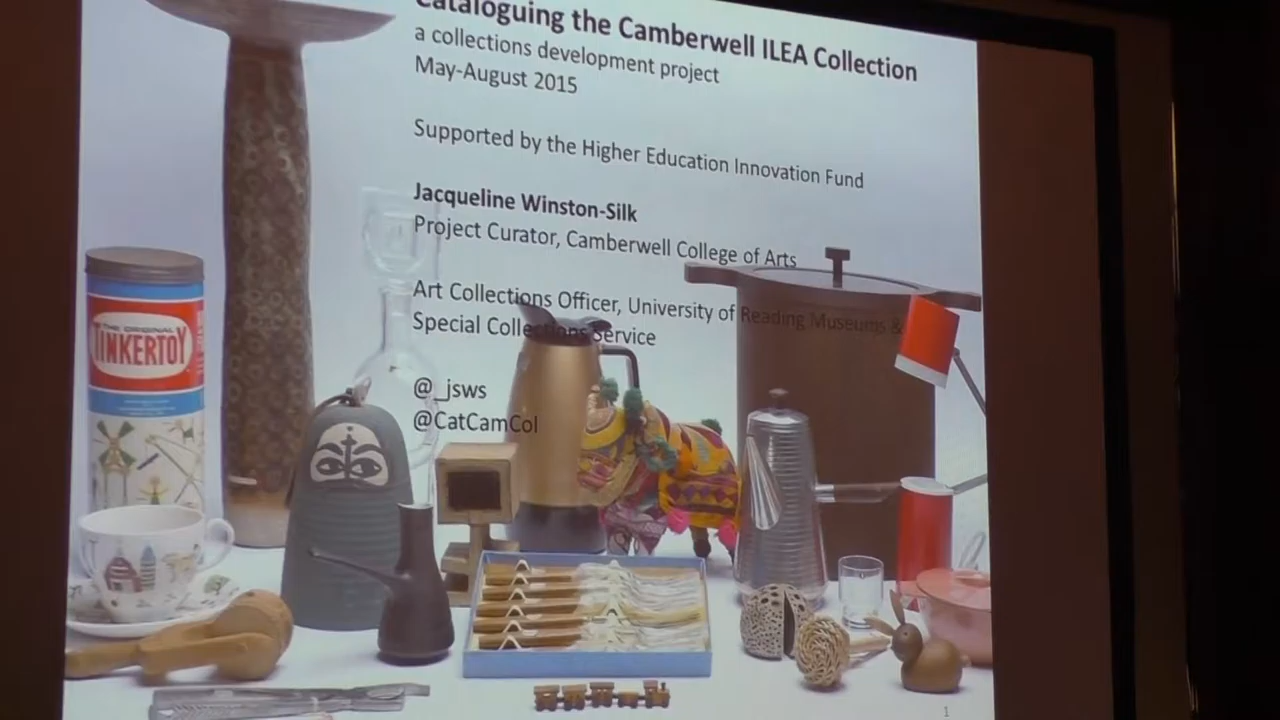 Cataloguing the Camberwell ILEA Collection
a collections development project
May-August 2015
Supported by the Higher Education Innovation Fund
Jacqueline Winston-Silk
Project Curator, Camberwell College of Arts
Art Collections Officer, University of Reading Museums &
Special Collections Service
@_jsws
@CatCamCol
THE ORIGINAL
TINKERTOY
1